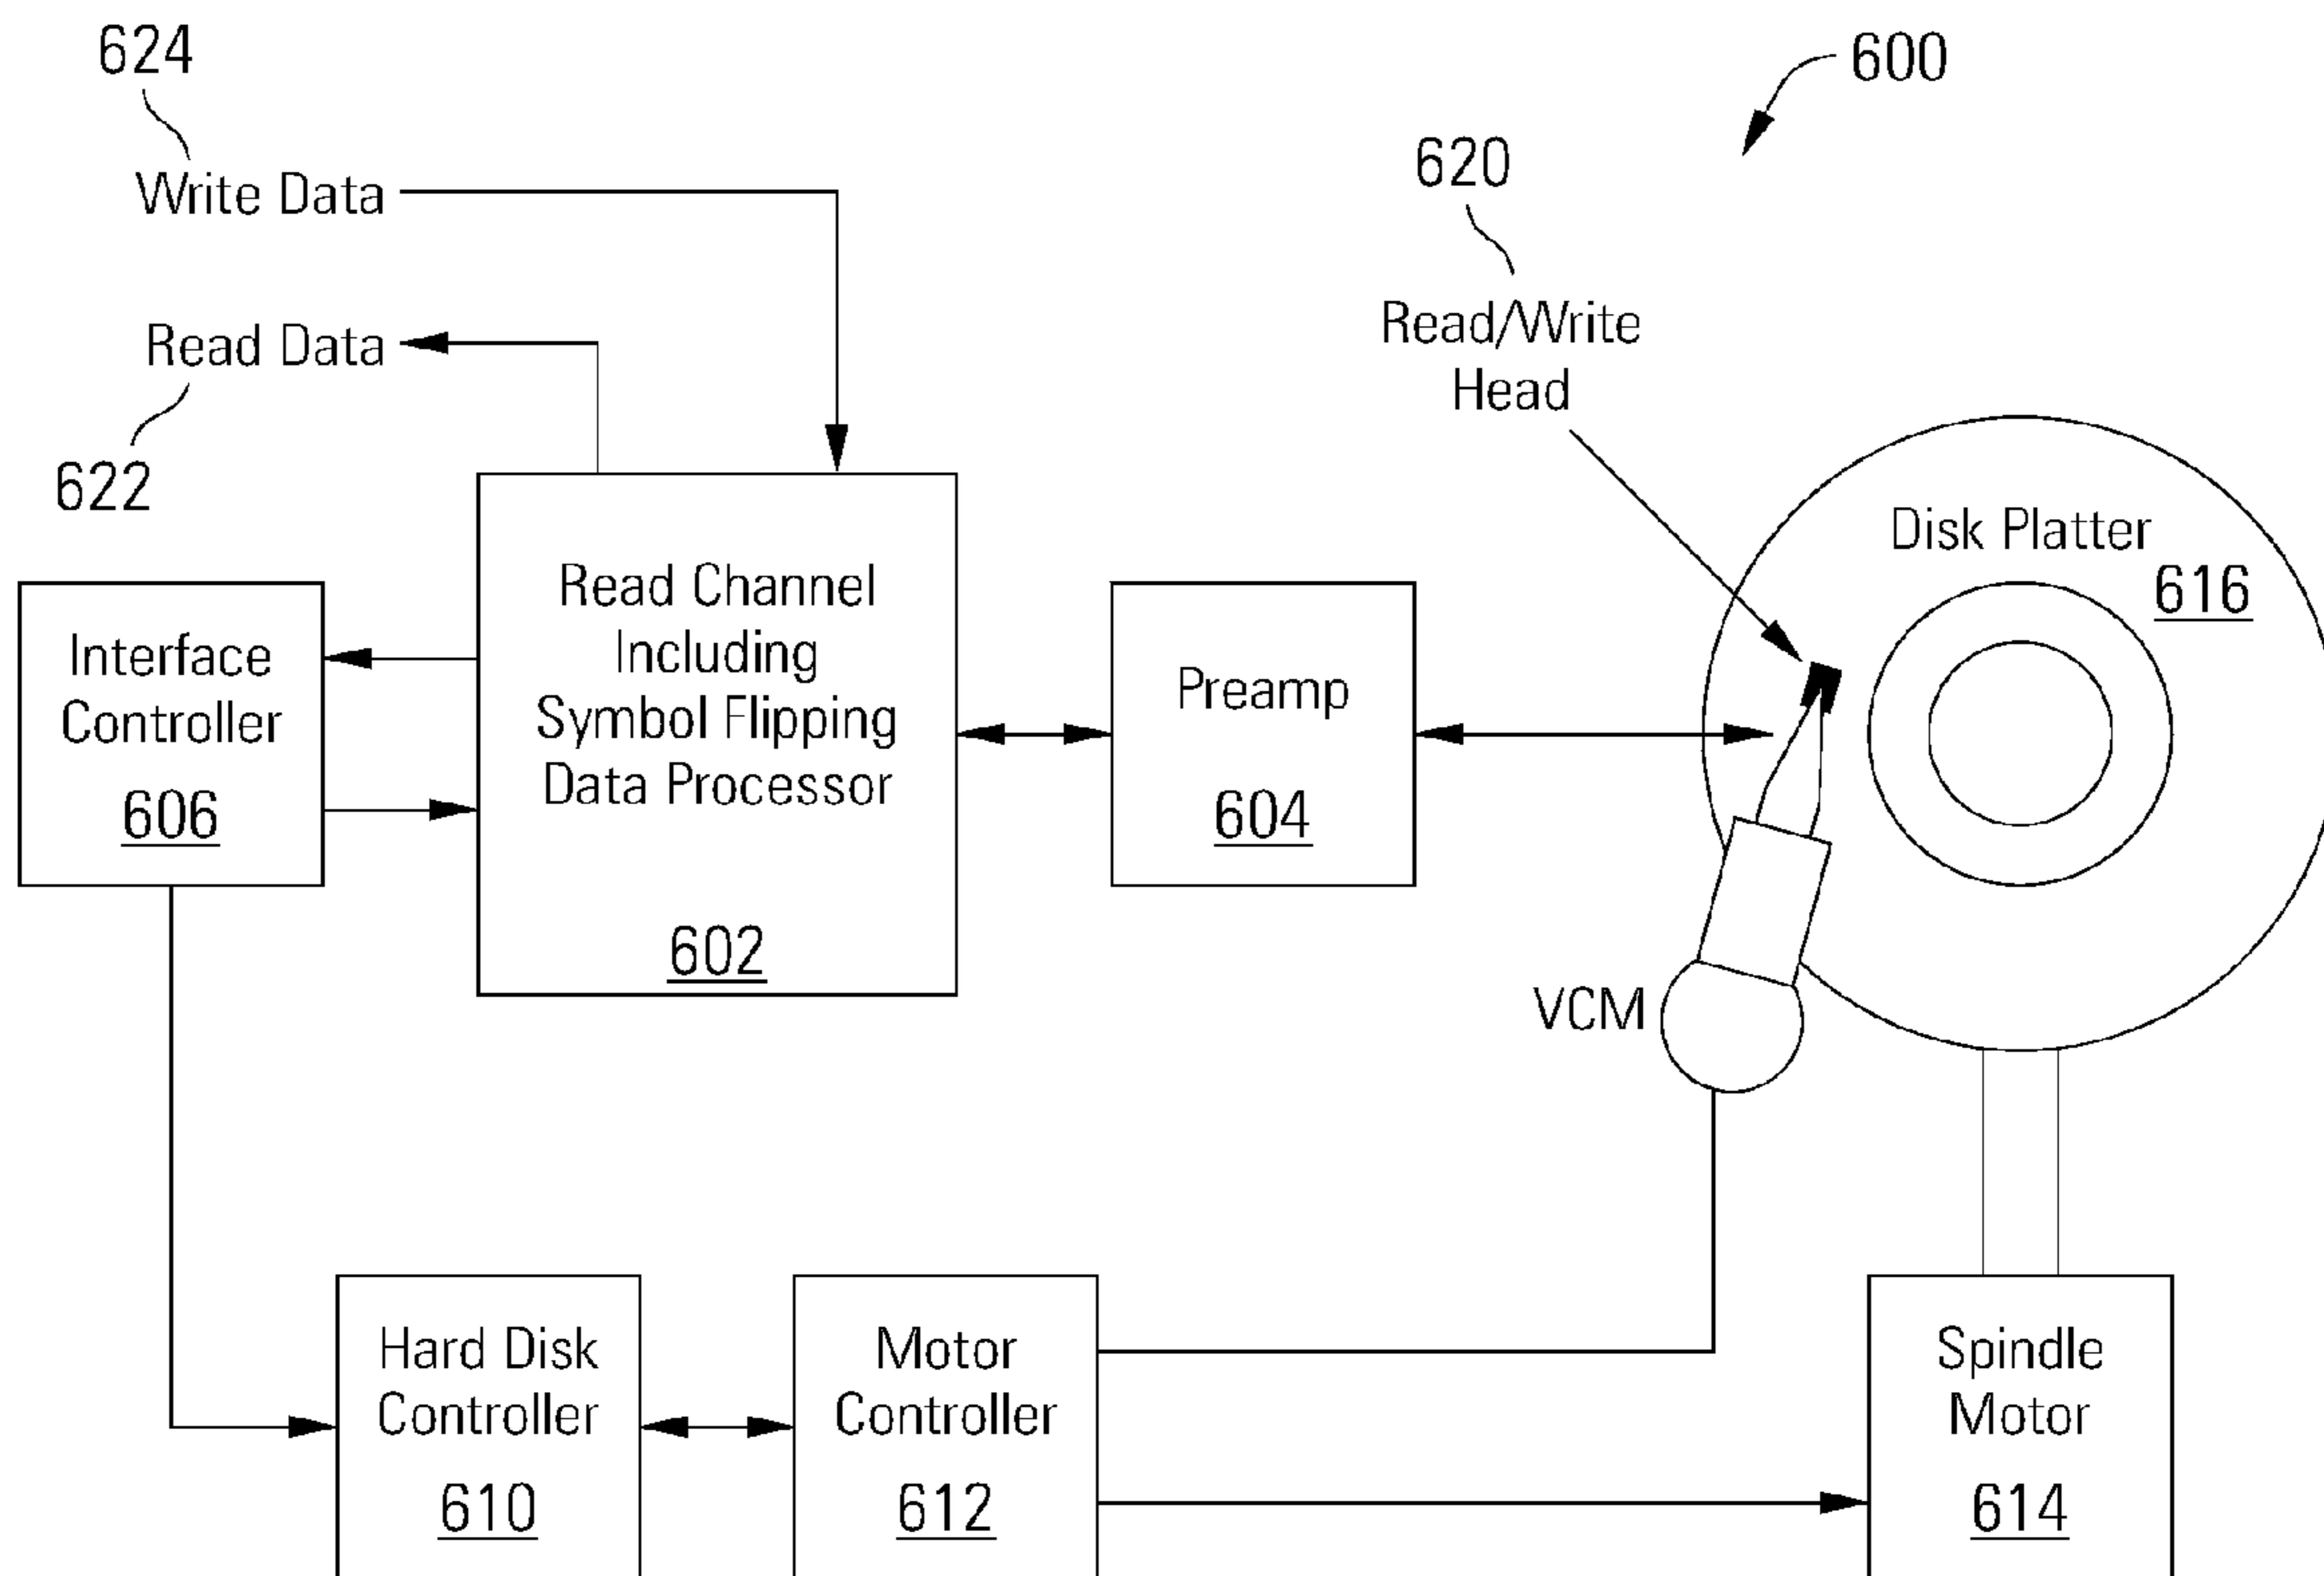 624
600
Write Data
620
Read/Write
Head
Read Data
622
Disk Platter
616
Read Channel
Including
Symbol Flipping
Data Processor
602
Interface
Controller
606
Preamp
604
VCM
Hard Disk
Controller
610
Motor
Controller
612
Spindle
Motor
614